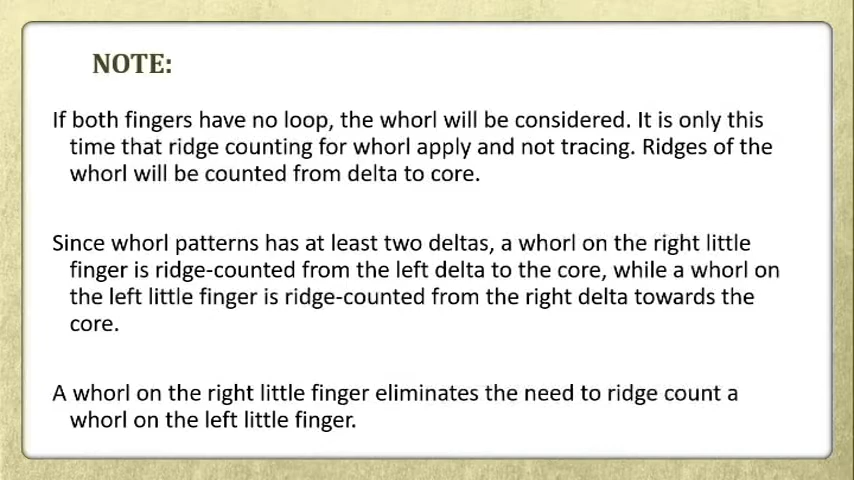 NOTE:
If both fingers have no loop, the whorl will be considered. It is only this
time that ridge counting for whorl apply and not tracing. Ridges of the
whorl will be counted from delta to core.
Since whorl patterns has at least two deltas, a whorl on the right little
finger is ridge-counted from the left delta to the core, while a whorl on
the left little finger is ridge-counted from the right delta towards the
core.
A whorl on the right little finger eliminates the need to ridge count a
whorl on the left little finger.